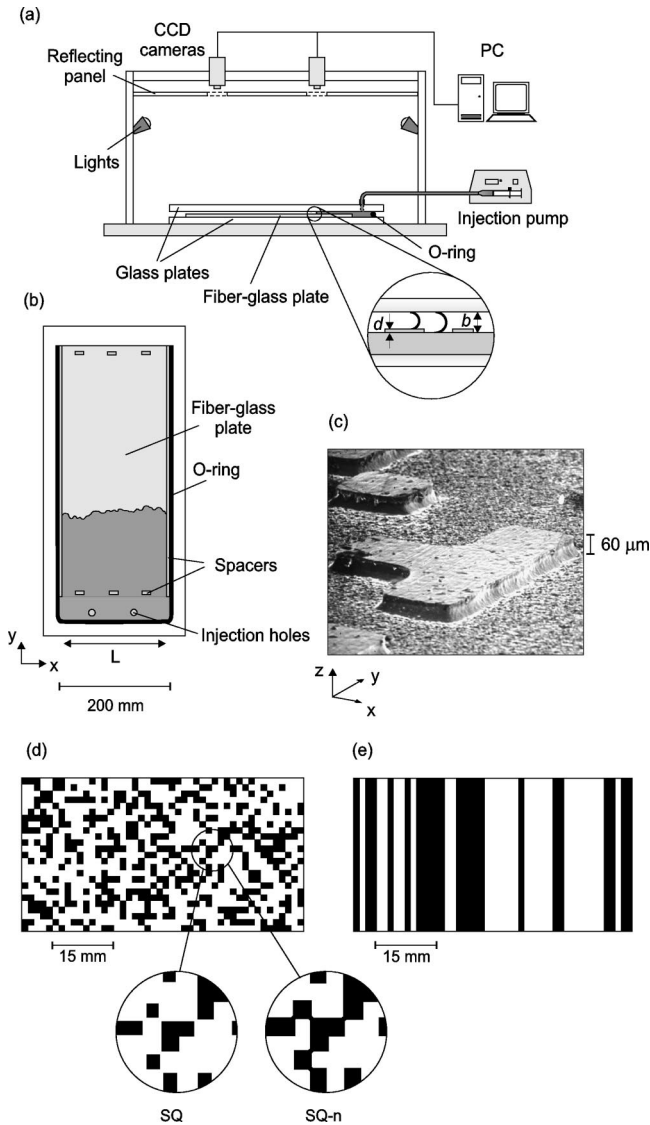 (a)
CCD
cameras
PC
Reflecting
panel
Lights
Injection pump
O-ring
Glass plates
Fiber-glass plate
d
b
(b)
Fiber-glass
plate
O-ring
Spacers
Injection holes
y
x
L
200 mm
(c)
60 μm
z
y
x
(d)
(e)
15 mm
15 mm
SQ
SQ-n